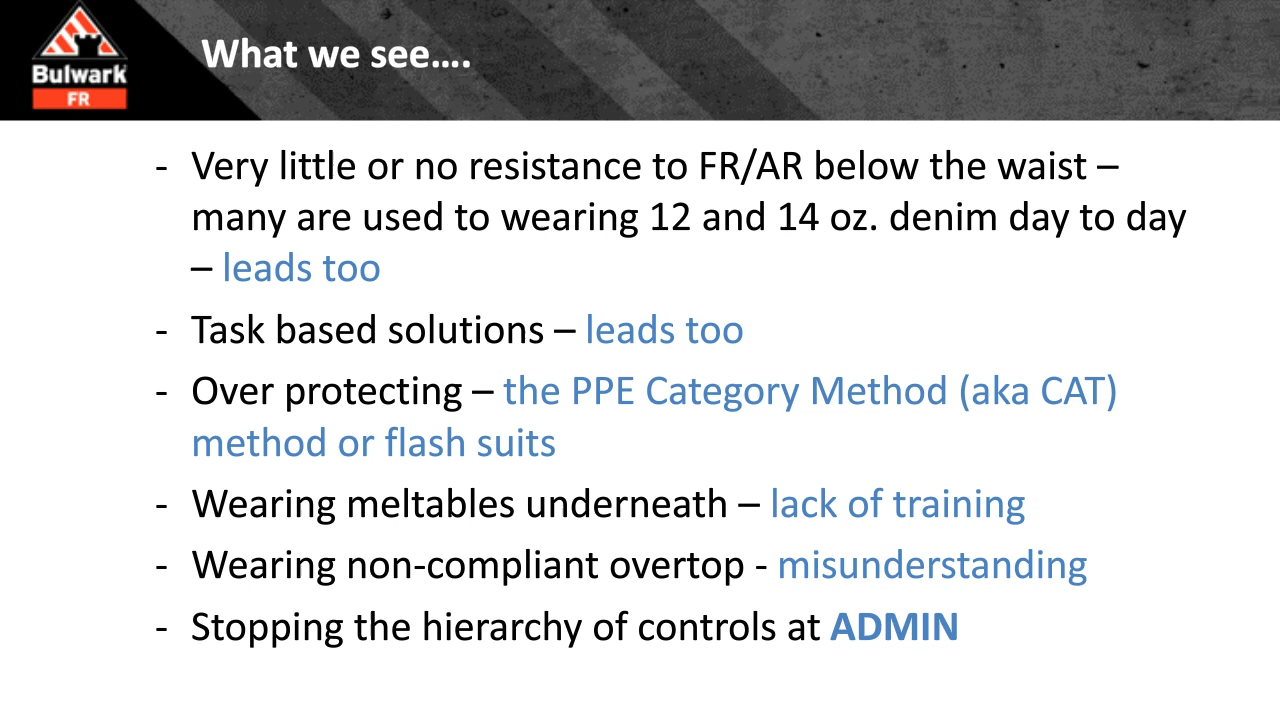 Bulwark
FR
What we see....
- Very little or no resistance to FR/AR below the waist –
many are used to wearing 12 and 14 oz. denim day to day
– leads too
- Task based solutions – leads too
- Over protecting – the PPE Category Method (aka CAT)
method or flash suits
- Wearing meltables underneath – lack of training
- Wearing non-compliant overtop - misunderstanding
- Stopping the hierarchy of controls at ADMIN